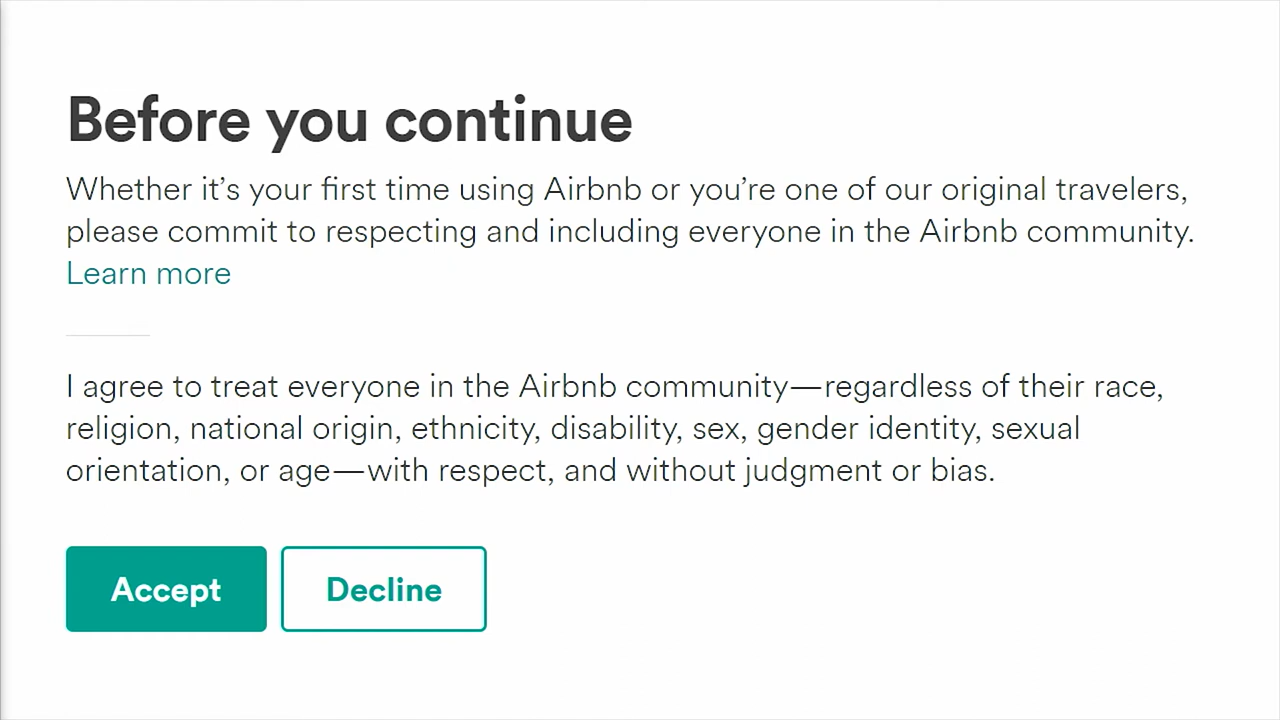 Before you continue
Whether it’s your first time using Airbnb or you’re one of our original travelers,
please commit to respecting and including everyone in the Airbnb community.
Learn more
I agree to treat everyone in the Airbnb community—regardless of their race,
religion, national origin, ethnicity, disability, sex, gender identity, sexual
orientation, or age—with respect, and without judgment or bias.
Accept
Decline